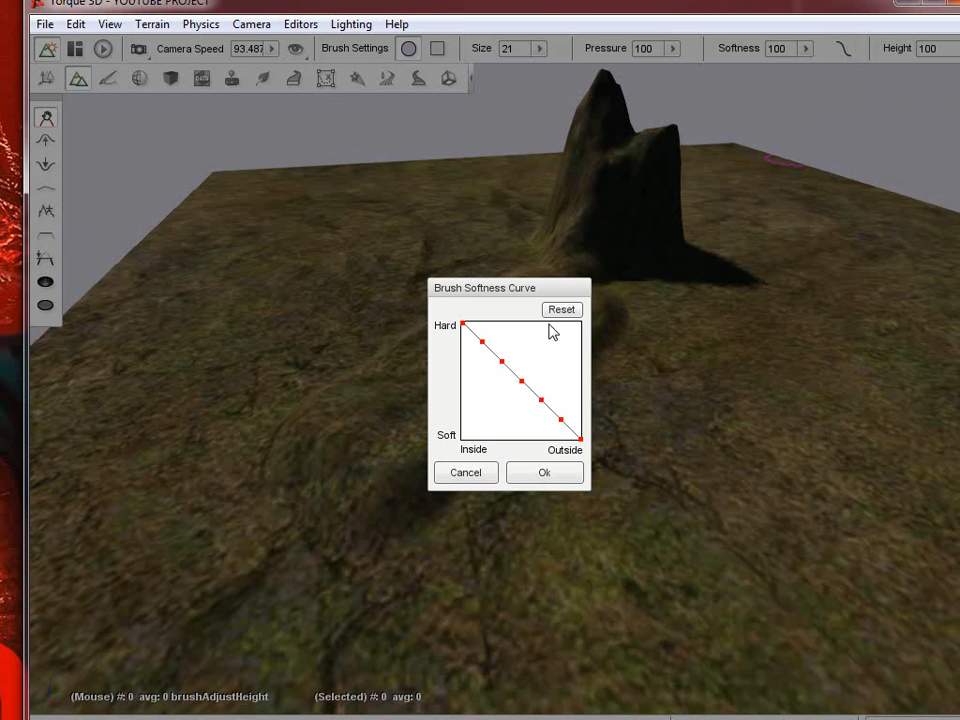 Torque 3D - YOUTUBE PROJECT
File Edit View Terrain Physics Camera Editors Lighting Help
Camera Speed 93.487 Brush Settings Size 21 Pressure 100 Softness 100 Height 100
Brush Softness Curve
Reset
Hard
Soft
Inside Outside
Cancel Ok
(Mouse) #: 0 avg: 0 brushAdjustHeight (Selected) #: 0 avg: 0